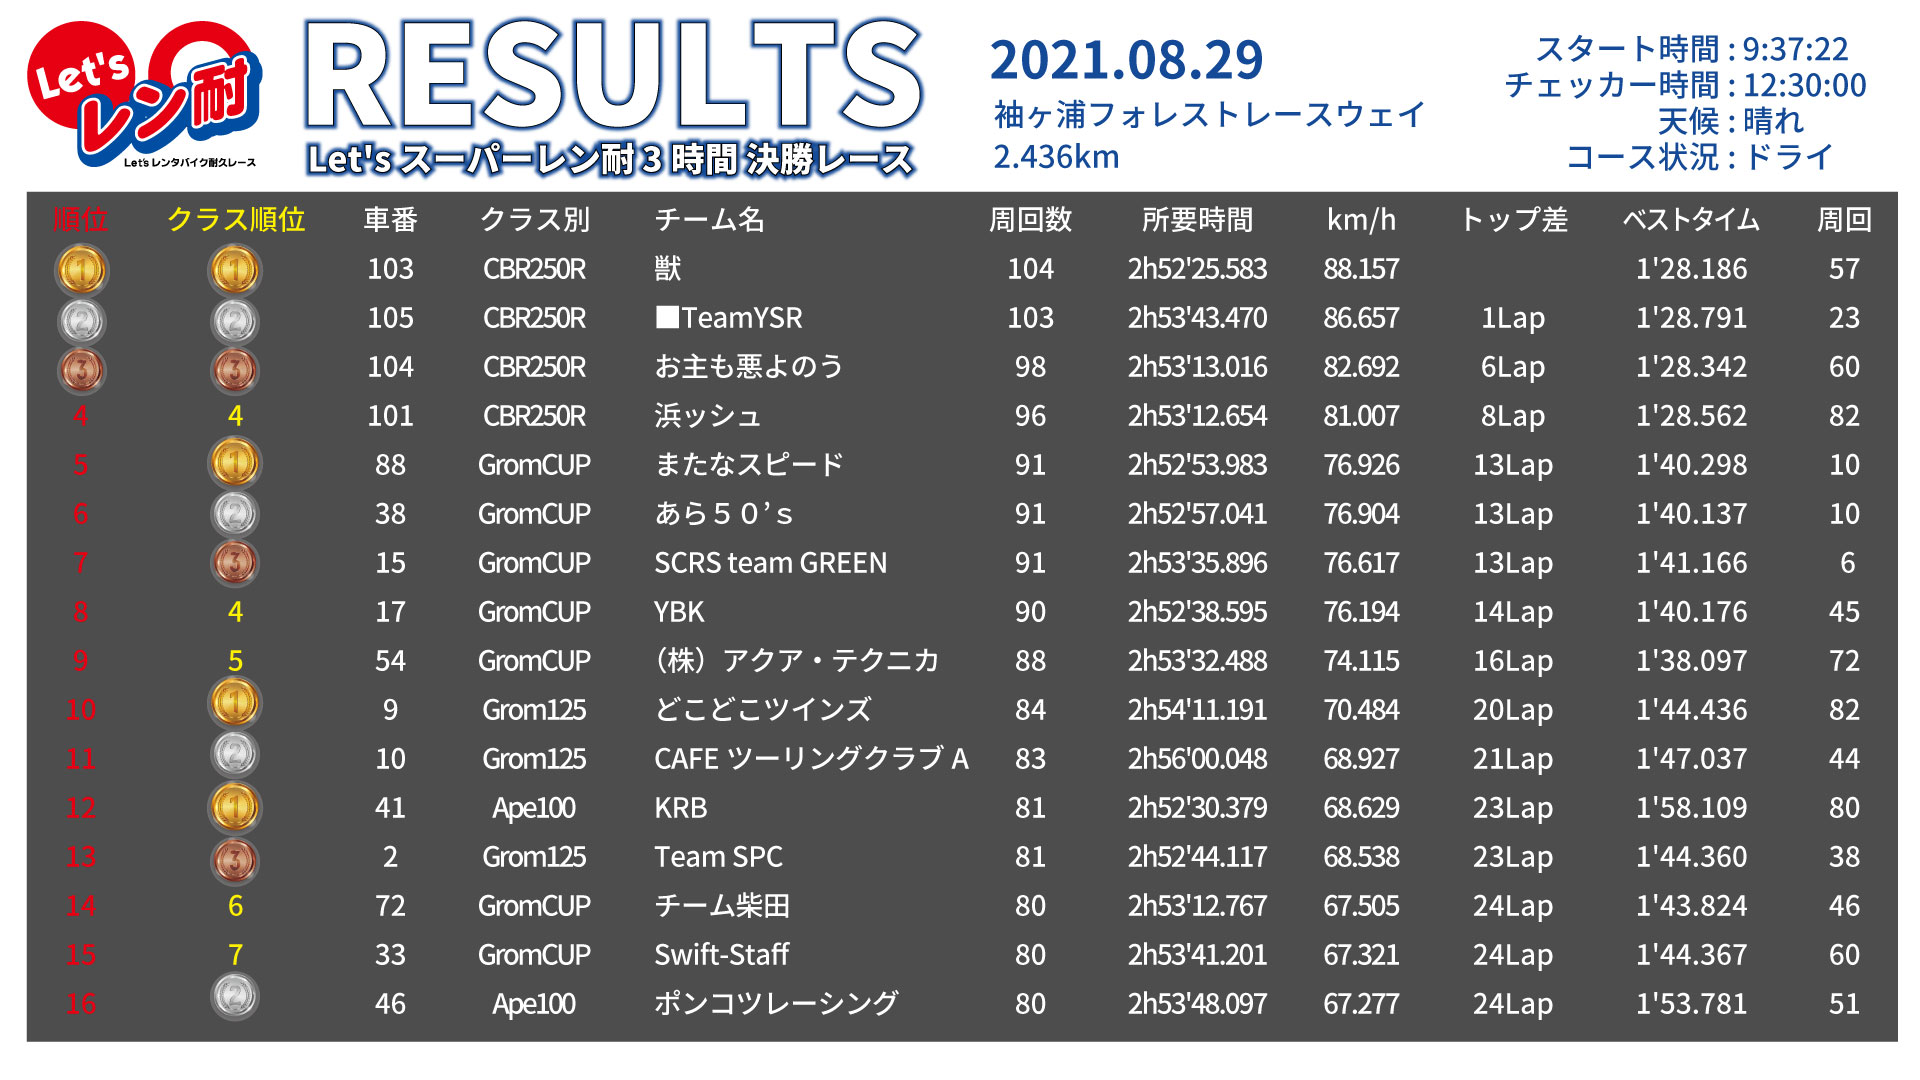 Let's
レン耐
Let's レンタバイク耐久レース
RESULTS
Let's スーパーレン耐 3 時間 決勝レース
2021.08.29
袖ヶ浦フォレストレースウェイ
2.436km
スタート時間 : 9:37:22
チェッカー時間 : 12:30:00
天候 : 晴れ
コース状況 : ドライ
順位 クラス順位 車番 クラス別 チーム名 周回数 所要時間 km/h トップ差 ベストタイム 周回
1 1 103 CBR250R 獣 104 2h52'25.583 88.157 1'28.186 57
2 2 105 CBR250R ■TeamYSR 103 2h53'43.470 86.657 1Lap 1'28.791 23
3 3 104 CBR250R お主も悪よのう 98 2h53'13.016 82.692 6Lap 1'28.342 60
4 4 101 CBR250R 浜ッシュ 96 2h53'12.654 81.007 8Lap 1'28.562 82
5 1 88 GromCUP またなスピード 91 2h52'53.983 76.926 13Lap 1'40.298 10
6 2 38 GromCUP あら５０’ｓ 91 2h52'57.041 76.904 13Lap 1'40.137 10
7 3 15 GromCUP SCRS team GREEN 91 2h53'35.896 76.617 13Lap 1'41.166 6
8 4 17 GromCUP YBK 90 2h52'38.595 76.194 14Lap 1'40.176 45
9 5 54 GromCUP （株）アクア・テクニカ 88 2h53'32.488 74.115 16Lap 1'38.097 72
10 1 9 Grom125 どこどこツインズ 84 2h54'11.191 70.484 20Lap 1'44.436 82
11 2 10 Grom125 CAFE ツーリングクラブ A 83 2h56'00.048 68.927 21Lap 1'47.037 44
12 1 41 Ape100 KRB 81 2h52'30.379 68.629 23Lap 1'58.109 80
13 3 2 Grom125 Team SPC 81 2h52'44.117 68.538 23Lap 1'44.360 38
14 6 72 GromCUP チーム柴田 80 2h53'12.767 67.505 24Lap 1'43.824 46
15 7 33 GromCUP Swift-Staff 80 2h53'41.201 67.321 24Lap 1'44.367 60
16 2 46 Ape100 ポンコツレーシング 80 2h53'48.097 67.277 24Lap 1'53.781 51